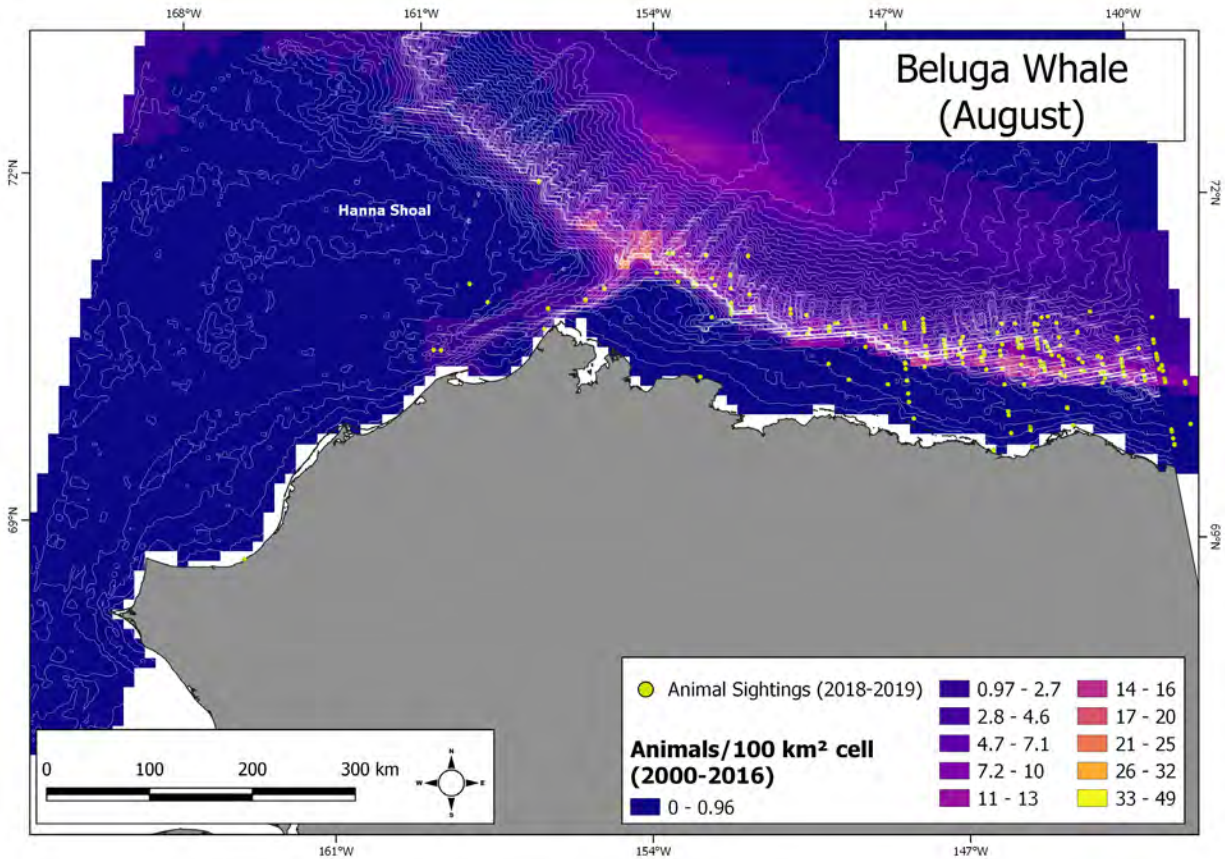 168°W 161°W 154°W 147°W 140°W
Beluga Whale
(August)
72°N
72°N
Hanna Shoal
69°N
69°N
Animal Sightings (2018-2019)
Animals/100 km² cell
(2000-2016)
0 - 0.96
0.97 - 2.7
2.8 - 4.6
4.7 - 7.1
7.2 - 10
11 - 13
14 - 16
17 - 20
21 - 25
26 - 32
33 - 49
0 100 200 300 km
N
W E
S
161°W 154°W 147°W